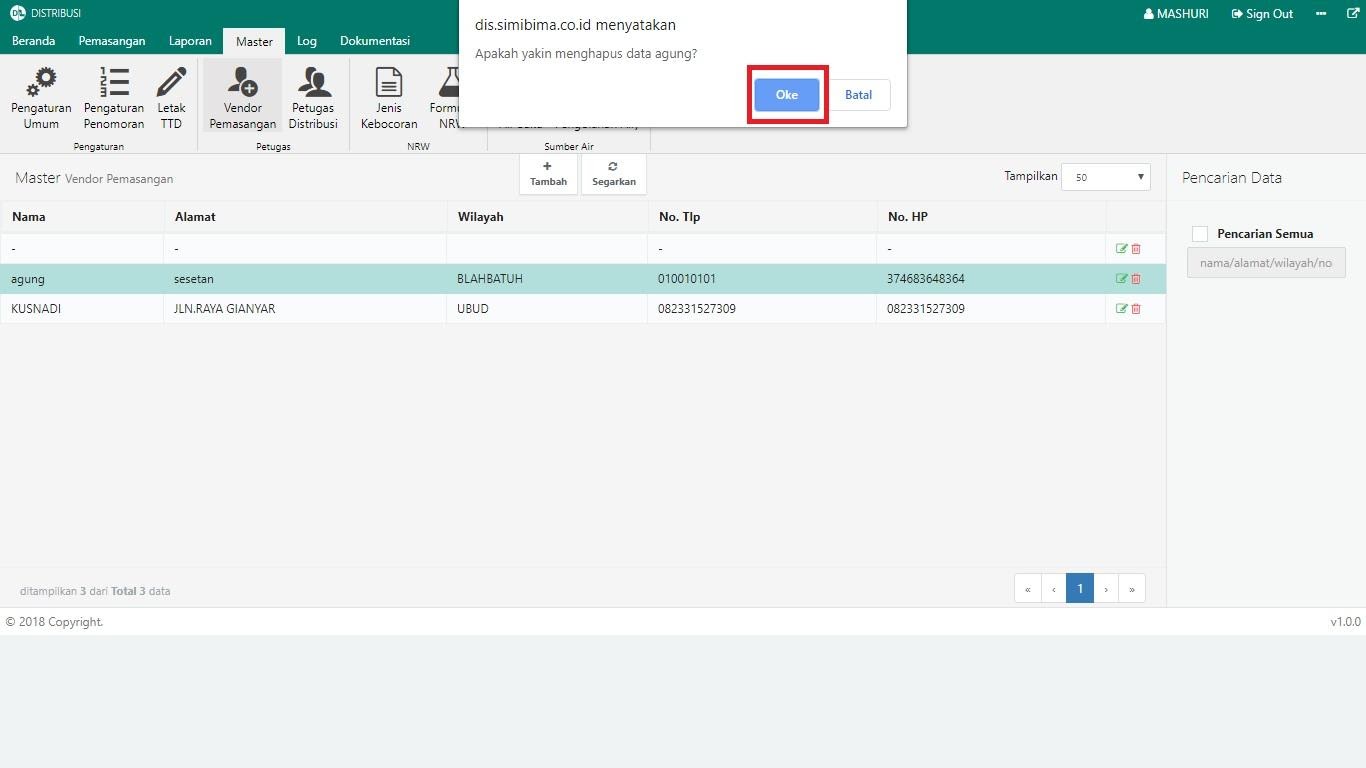 DISTRIBUSI
MASHURI
Sign Out
Beranda
Pemasangan
Laporan
Master
Log
Dokumentasi
dis.simibima.co.id menyatakan
Apakah yakin menghapus data agung?
Oke
Batal
Pengaturan
Umum
Pengaturan
Penomoran
Letak
TTD
Pengaturan
Vendor
Pemasangan
Petugas
Distribusi
Petugas
Jenis
Kebocoran
NRW
Sumber Air
Master Vendor Pemasangan
Tambah
Segarkan
Tampilkan 50
Pencarian Data
Nama Alamat Wilayah No. Tlp No. HP
- - - -
agung sesetan BLAHBATUH 010010101 374683648364
KUSNADI JLN.RAYA GIANYAR UBUD 082331527309 082331527309
Pencarian Semua
nama/alamat/wilayah/no
ditampilkan 3 dari Total 3 data
« ‹ 1 › »
© 2018 Copyright.
v1.0.0